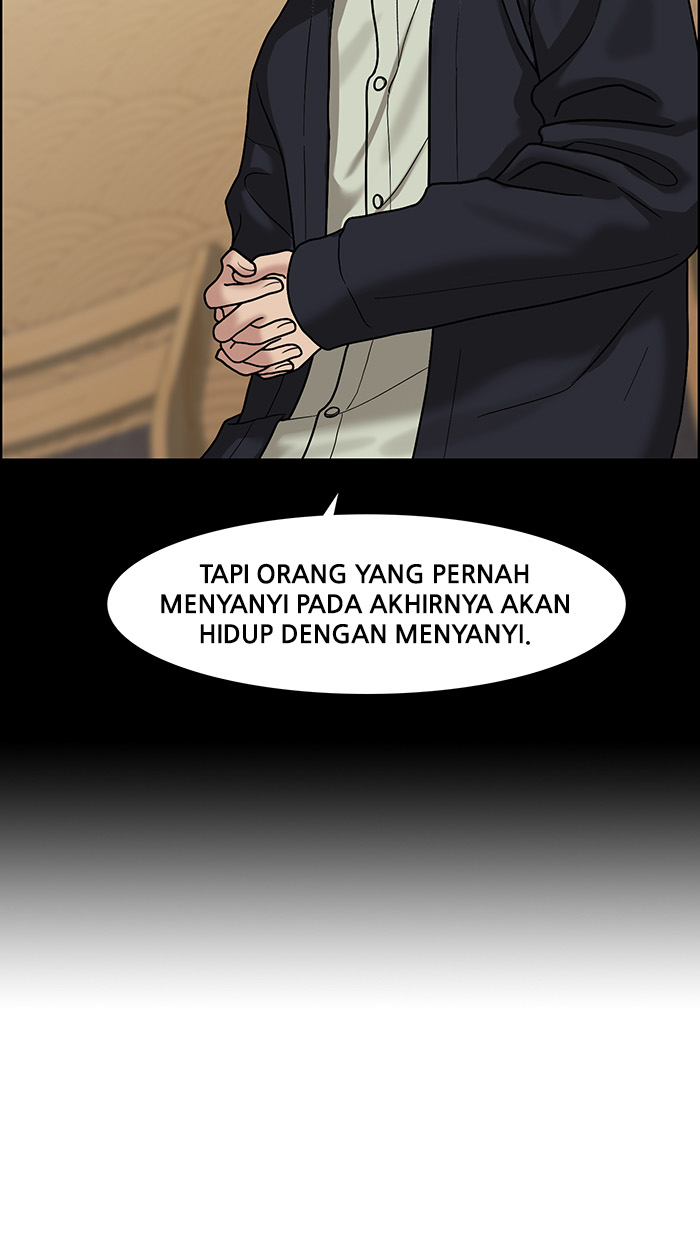 TAPI ORANG YANG PERNAH
MENYANYI PADA AKHIRNYA AKAN
HIDUP DENGAN MENYANYI.